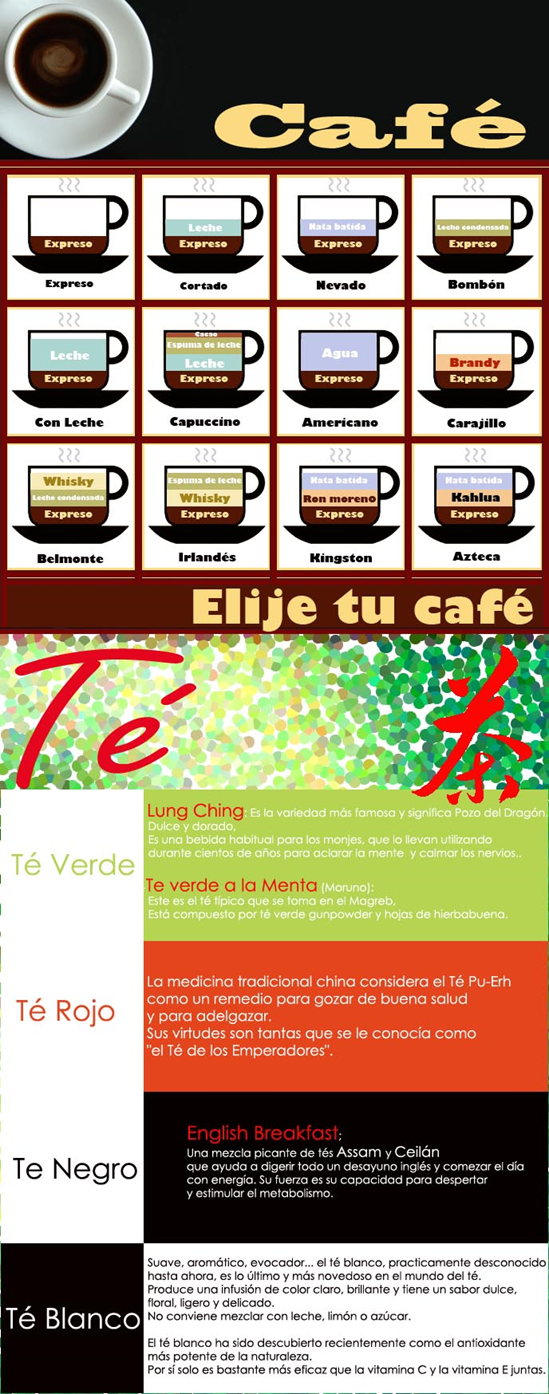 Café
Expreso
Expreso
Leche
Expreso
Cortado
Nata batida
Expreso
Nevado
Leche condensada
Expreso
Bombón
Leche
Expreso
Con Leche
Cacao
Espuma de leche
Leche
Expreso
Capuccino
Agua
Expreso
Americano
Brandy
Expreso
Carajillo
Whisky
Leche condensada
Expreso
Belmonte
Espuma de leche
Whisky
Expreso
Irlandés
Nata batida
Ron moreno
Expreso
Kingston
Nata batida
Kahlua
Expreso
Azteca
Elije tu café
Té
茶
Té Verde
Lung Ching: Es la variedad más famosa y significa Pozo del Dragón.
Dulce y dorado,
Es una bebida habitual para los monjes, que lo llevan utilizando
durante cientos de años para aclarar la mente y calmar los nervios..
Te verde a la Menta (Moruno):
Este es el té típico que se toma en el Magreb,
Está compuesto por té verde gunpowder y hojas de hierbabuena.
Té Rojo
La medicina tradicional china considera el Té Pu-Erh
como un remedio para gozar de buena salud
y para adelgazar.
Sus virtudes son tantas que se le conocía como
"el Té de los Emperadores".
Te Negro
English Breakfast;
Una mezcla picante de tés Assam y Ceilán
que ayuda a digerir todo un desayuno inglés y comezar el día
con energía. Su fuerza es su capacidad para despertar
y estimular el metabolismo.
Té Blanco
Suave, aromático, evocador... el té blanco, practicamente desconocido
hasta ahora, es lo último y más novedoso en el mundo del té.
Produce una infusión de color claro, brillante y tiene un sabor dulce,
floral, ligero y delicado.
No conviene mezclar con leche, limón o azúcar.
El té blanco ha sido descubierto recientemente como el antioxidante
más potente de la naturaleza.
Por sí solo es bastante más eficaz que la vitamina C y la vitamina E juntas.